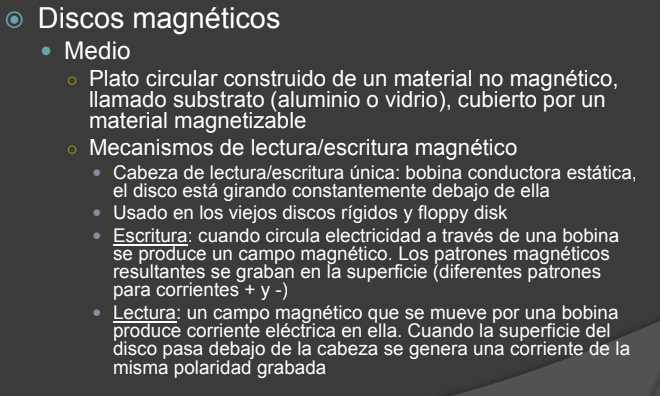 Discos magnéticos
Medio
Plato circular construido de un material no magnético,
llamado substrato (aluminio o vidrio), cubierto por un
material magnetizable
Mecanismos de lectura/escritura magnético
Cabeza de lectura/escritura única: bobina conductora estática,
el disco está girando constantemente debajo de ella
Usado en los viejos discos rígidos y floppy disk
Escritura: cuando circula electricidad a través de una bobina
se produce un campo magnético. Los patrones magnéticos
resultantes se graban en la superficie (diferentes patrones
para corrientes + y -)
Lectura: un campo magnético que se mueve por una bobina
produce corriente eléctrica en ella. Cuando la superficie del
disco pasa debajo de la cabeza se genera una corriente de la
misma polaridad grabada